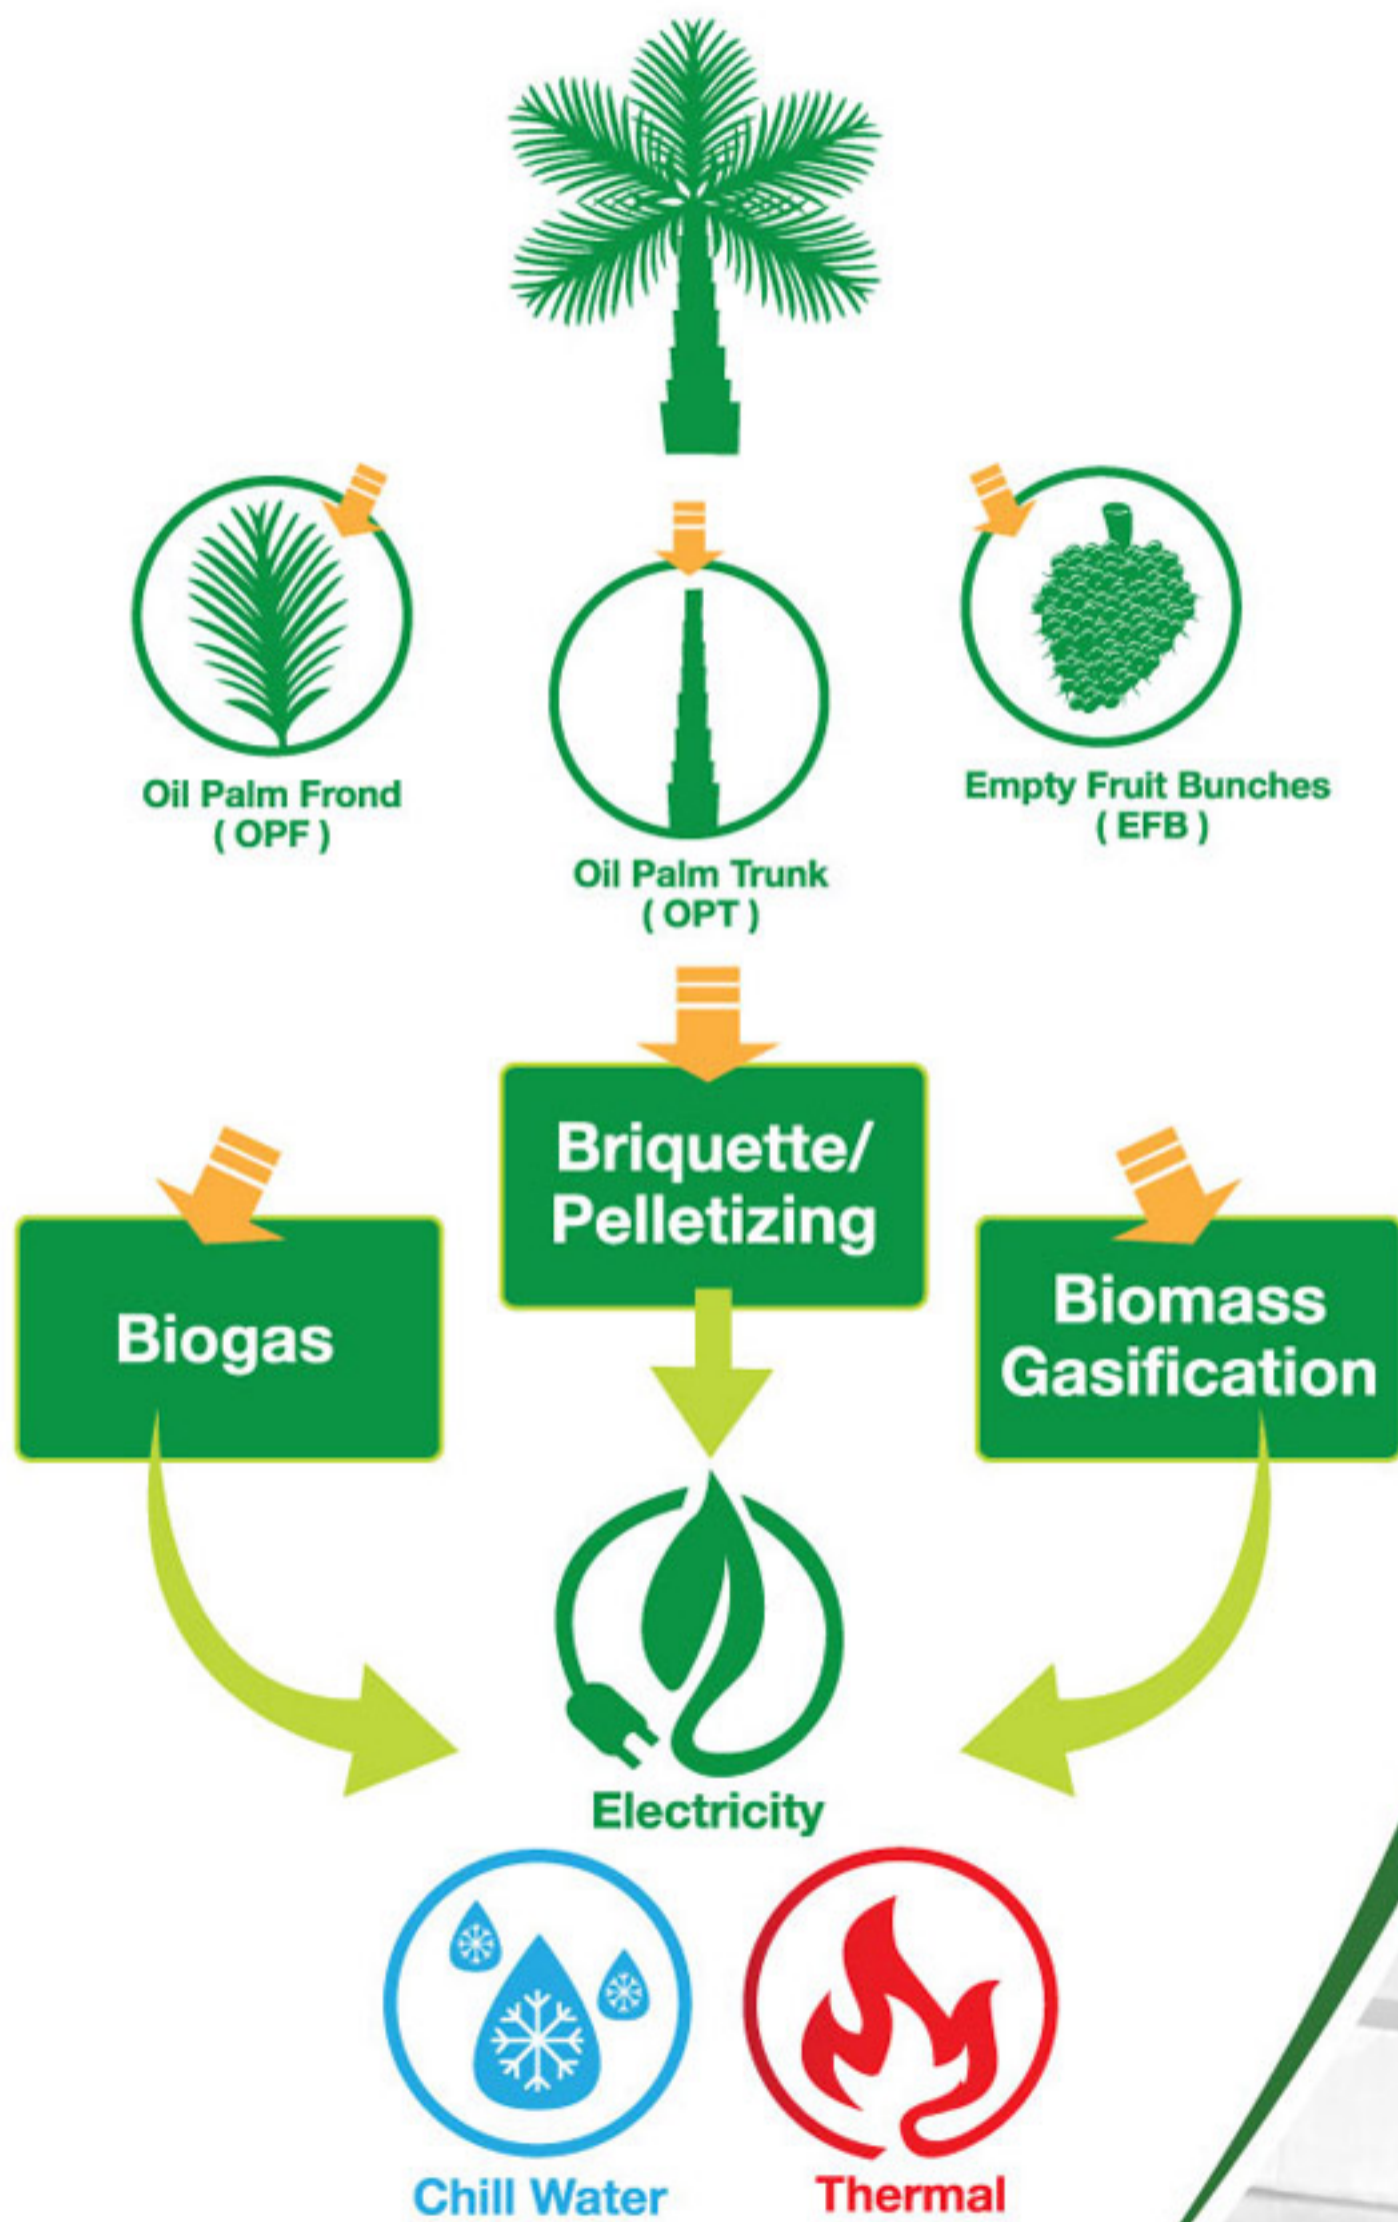 Oil Palm Frond
( OPF )
Oil Palm Trunk
( OPT )
Empty Fruit Bunches
( EFB )
Biogas
Briquette/
Pelletizing
Biomass
Gasification
Electricity
Chill Water
Thermal